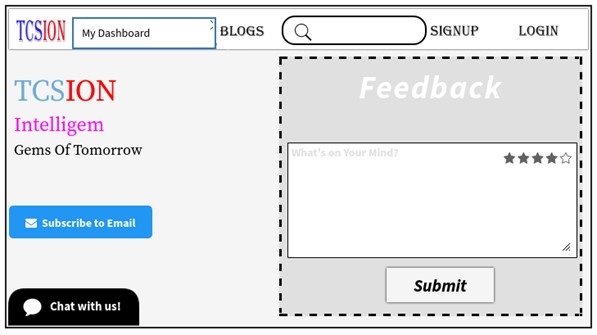 TCSION My Dashboard BLOGS SIGNUP LOGIN
TCSION
Intelligem
Gems Of Tomorrow
Subscribe to Email
Chat with us!
Feedback
What's on Your Mind?
Submit